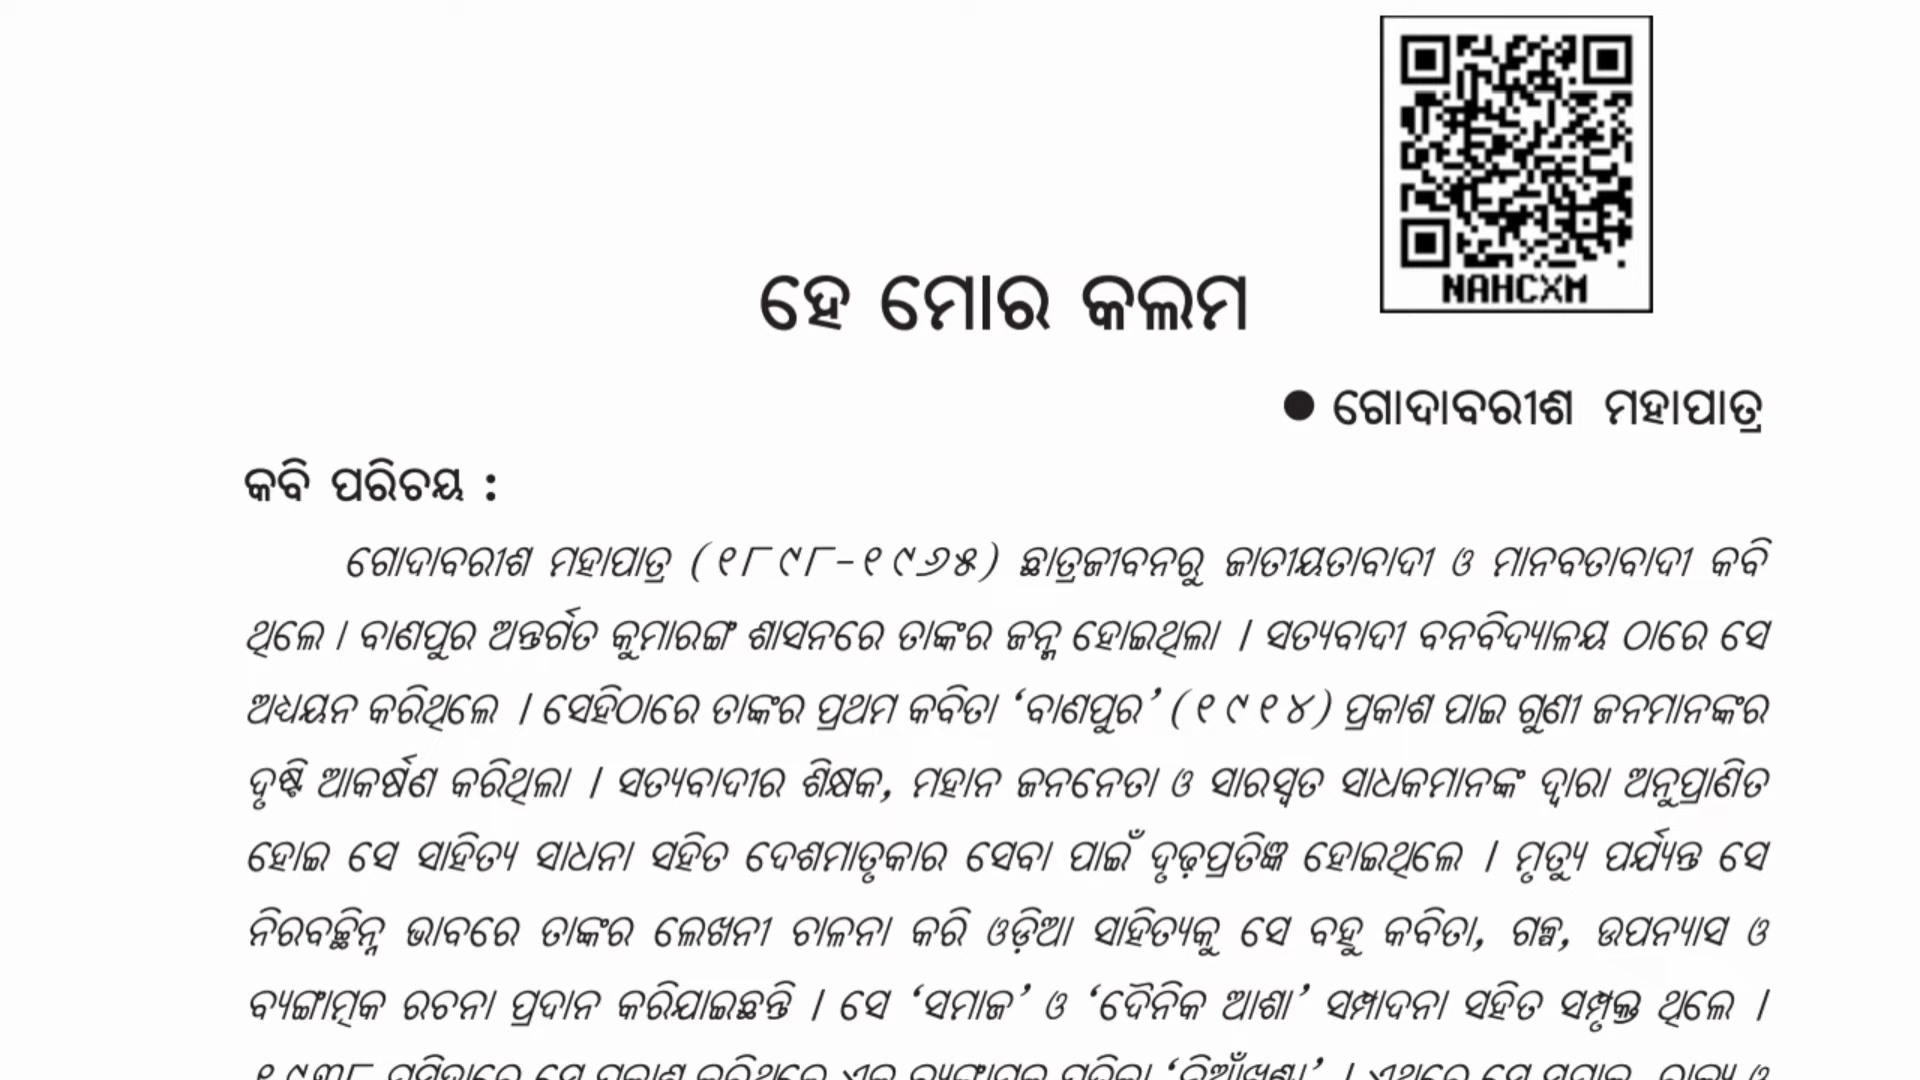 NAHCXM
ହେ ମୋର କଲମ
● ଗୋଦାବରୀଶ ମହାପାତ୍ର
କବି ପରିଚୟ :
ଗୋଦାବରୀଶ ମହାପାତ୍ର (୧୮୯୮-୧୯୬୫) ଛାତ୍ରଜୀବନରୁ ଜାତୀୟତାବାଦୀ ଓ ମାନବତାବାଦୀ କବି
ଥିଲେ । ବାଣପୁର ଅନ୍ତର୍ଗତ କୁମାରଙ୍ଗ ଶାସନରେ ତାଙ୍କର ଜନ୍ମ ହୋଇଥିଲା । ସତ୍ୟବାଦୀ ବନବିଦ୍ୟାଳୟ ଠାରେ ସେ
ଅଧ୍ୟୟନ କରିଥିଲେ । ସେହିଠାରେ ତାଙ୍କର ପ୍ରଥମ କବିତା ‘ବାଣପୁର’ (୧୯୧୪) ପ୍ରକାଶ ପାଇ ଗୁଣୀ ଜନମାନଙ୍କର
ଦୃଷ୍ଟି ଆକର୍ଷଣ କରିଥିଲା । ସତ୍ୟବାଦୀର ଶିକ୍ଷକ, ମହାନ ଜନନେତା ଓ ସାରସ୍ୱତ ସାଧକମାନଙ୍କ ଦ୍ୱାରା ଅନୁପ୍ରାଣିତ
ହୋଇ ସେ ସାହିତ୍ୟ ସାଧନା ସହିତ ଦେଶମାତୃକାର ସେବା ପାଇଁ ଦୃଢ଼ପ୍ରତିଜ୍ଞ ହୋଇଥିଲେ । ମୃତ୍ୟୁ ପର୍ଯ୍ୟନ୍ତ ସେ
ନିରବଚ୍ଛିନ୍ନ ଭାବରେ ତାଙ୍କର ଲେଖନୀ ଚାଳନା କରି ଓଡ଼ିଆ ସାହିତ୍ୟକୁ ସେ ବହୁ କବିତା, ଗଳ୍ପ, ଉପନ୍ୟାସ ଓ
ବ୍ୟଙ୍ଗାତ୍ମକ ରଚନା ପ୍ରଦାନ କରିଯାଇଛନ୍ତି । ସେ ‘ସମାଜ’ ଓ ‘ଦୈନିକ ଆଶା’ ସମ୍ପାଦନା ସହିତ ସମ୍ପୃକ୍ତ ଥିଲେ ।